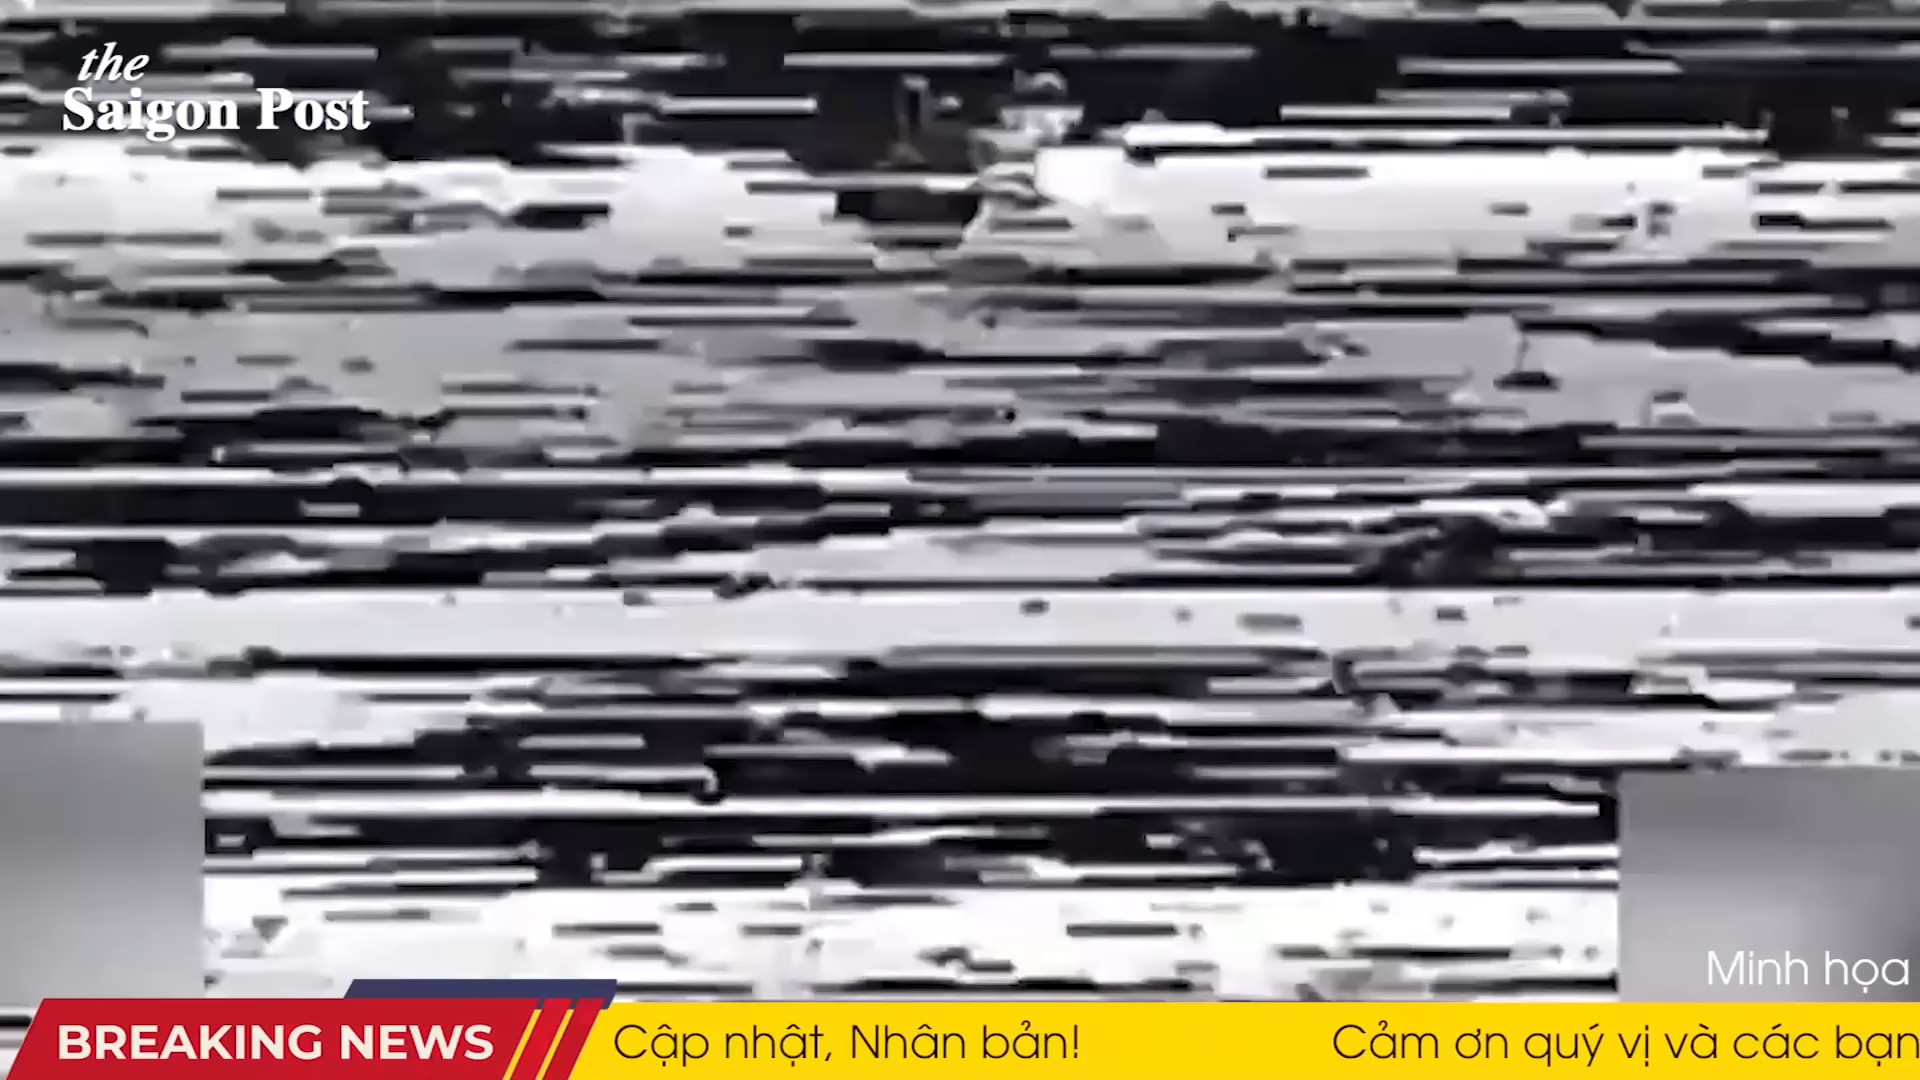 the
Saigon Post
Minh họa
BREAKING NEWS
Cập nhật, Nhân bản!
Cảm ơn quý vị và các bạn